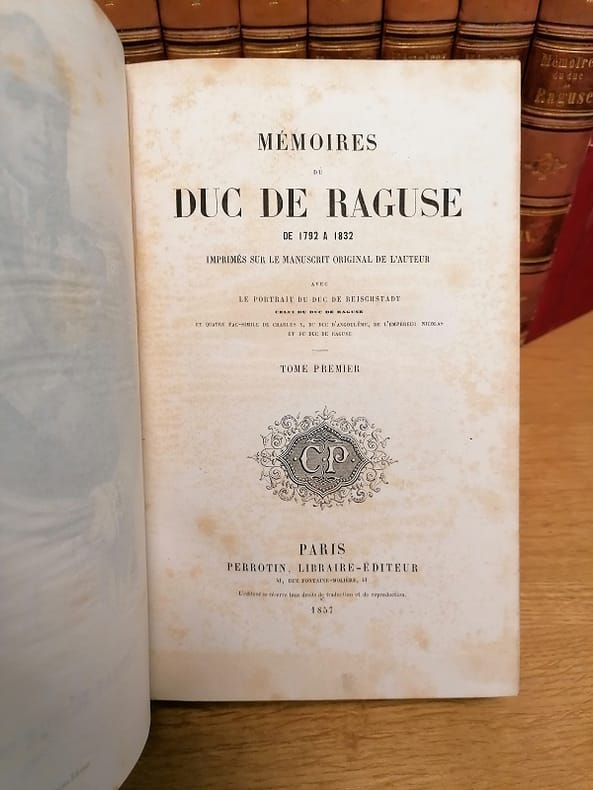 Mémoires
du duc
de
Raguse
MÉMOIRES
DU
DUC DE RAGUSE
DE 1792 A 1832
IMPRIMÉS SUR LE MANUSCRIT ORIGINAL DE L'AUTEUR
AVEC
LE PORTRAIT DU DUC DE REISCHSTADT
CELUI DU DUC DE RAGUSE
ET QUATRE FAC-SIMILE DE CHARLES X, DU DUC D'ANGOULÊME, DE L'EMPEREUR NICOLAS
ET DU DUC DE RAGUSE
TOME PREMIER
CP
PARIS
PERROTIN, LIBRAIRE-ÉDITEUR
41, RUE FONTAINE-MOLIÈRE, 41
L'éditeur se réserve tous droits de traduction et de reproduction.
1857